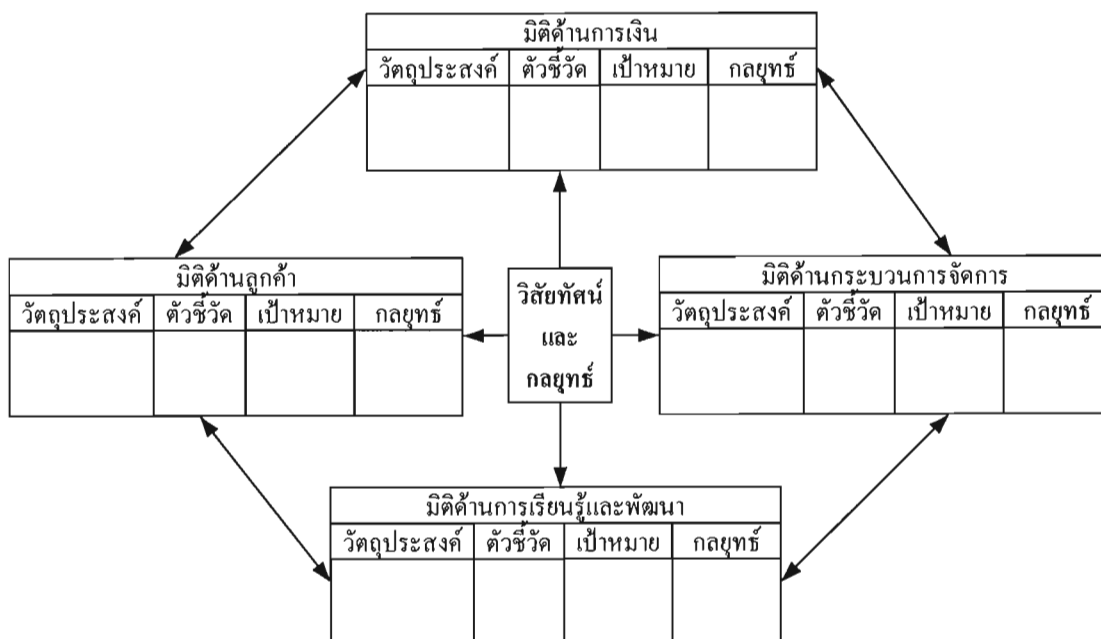 มิติด้านการเงิน
วัตถุประสงค์ ตัวชี้วัด เป้าหมาย กลยุทธ์
มิติด้านลูกค้า
วัตถุประสงค์ ตัวชี้วัด เป้าหมาย กลยุทธ์
วิสัยทัศน์
และ
กลยุทธ์
มิติด้านกระบวนการจัดการ
วัตถุประสงค์ ตัวชี้วัด เป้าหมาย กลยุทธ์
มิติด้านการเรียนรู้และพัฒนา
วัตถุประสงค์ ตัวชี้วัด เป้าหมาย กลยุทธ์